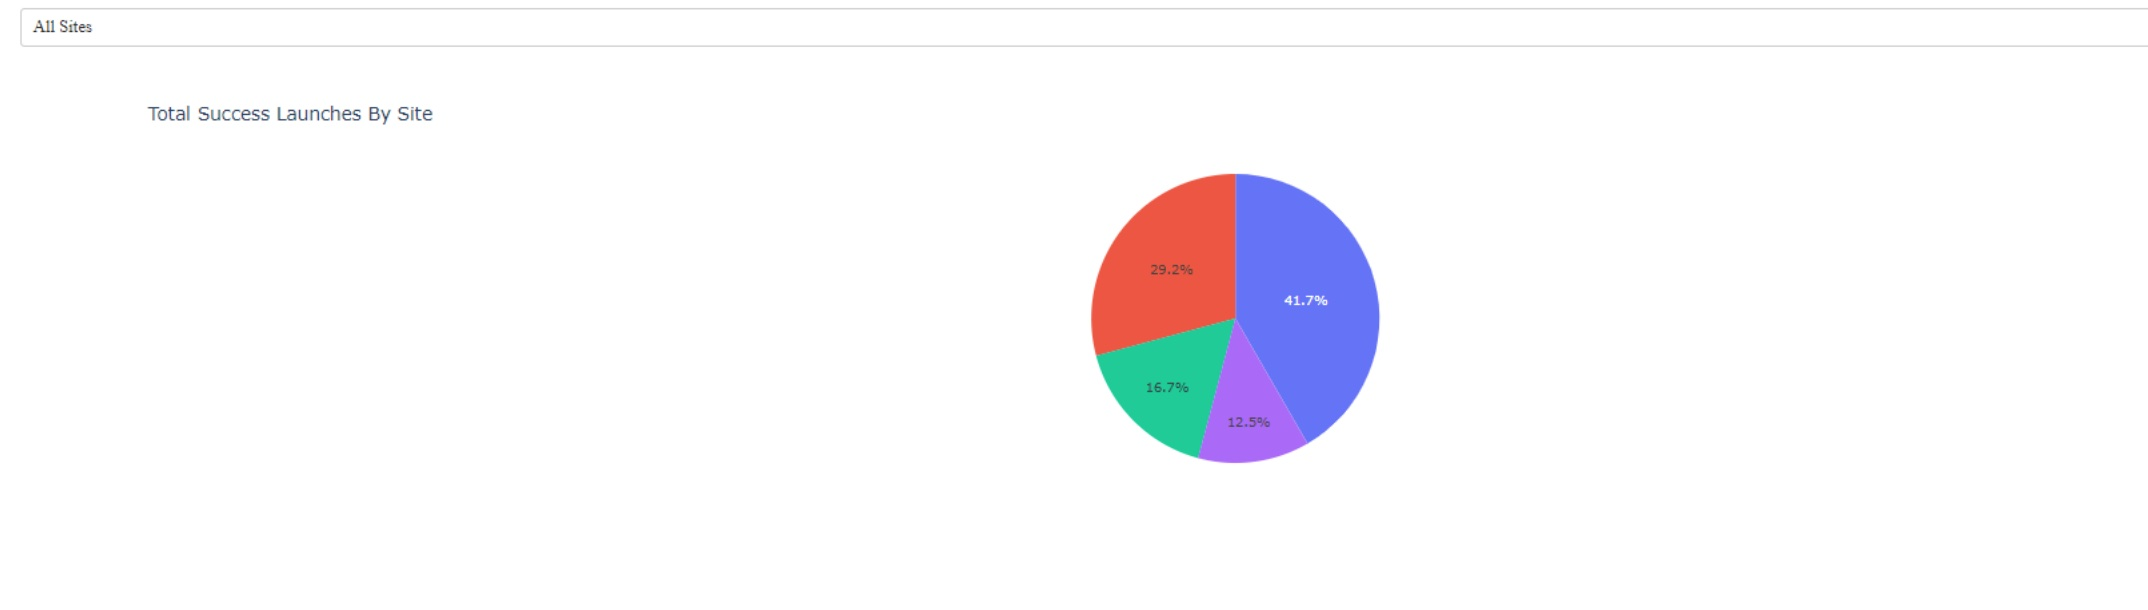 All Sites
Total Success Launches By Site
29.2%
41.7%
16.7%
12.5%